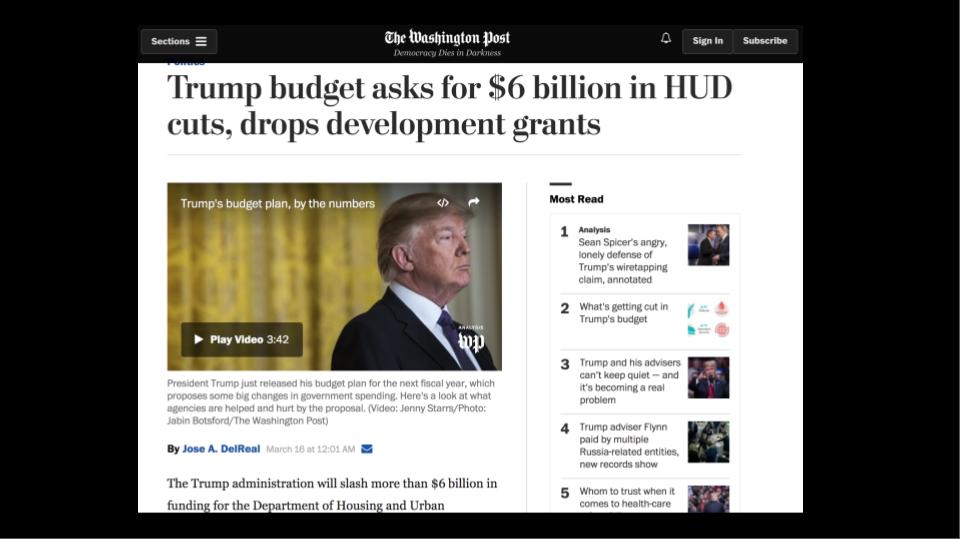 Sections
The Washington Post
Democracy Dies in Darkness
Sign In
Subscribe
Politics
Trump budget asks for $6 billion in HUD
cuts, drops development grants
Trump's budget plan, by the numbers
Play Video 3:42
ANALYSIS
wp
President Trump just released his budget plan for the next fiscal year, which
proposes some big changes in government spending. Here's a look at what
agencies are helped and hurt by the proposal. (Video: Jenny Starrs/Photo:
Jabin Botsford/The Washington Post)
By Jose A. DelReal March 16 at 12:01 AM
The Trump administration will slash more than $6 billion in
funding for the Department of Housing and Urban
Most Read
1 Analysis
Sean Spicer's angry,
lonely defense of
Trump's wiretapping
claim, annotated
2 What's getting cut in
Trump's budget
3 Trump and his advisers
can't keep quiet — and
it's becoming a real
problem
4 Trump adviser Flynn
paid by multiple
Russia-related entities,
new records show
5 Whom to trust when it
comes to health-care